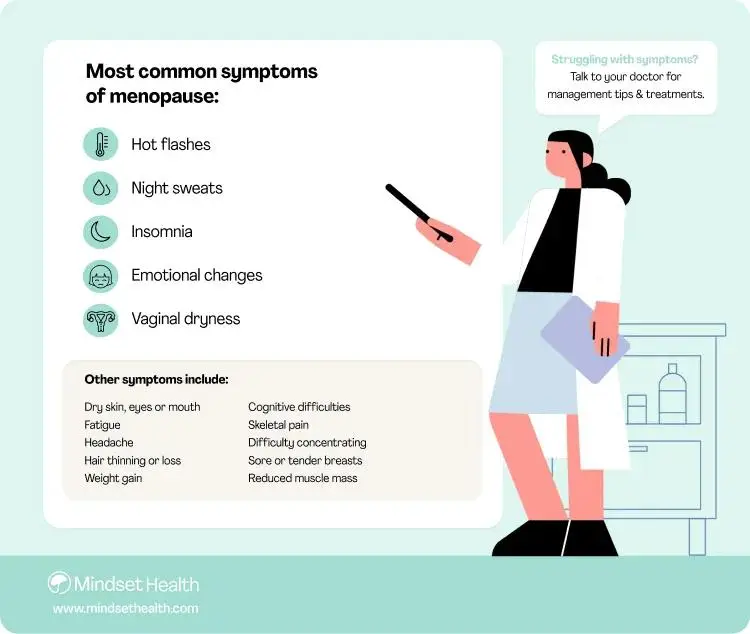 Most common symptoms
of menopause:
Hot flashes
Night sweats
Insomnia
Emotional changes
Vaginal dryness
Other symptoms include:
Dry skin, eyes or mouth
Fatigue
Headache
Hair thinning or loss
Weight gain
Cognitive difficulties
Skeletal pain
Difficulty concentrating
Sore or tender breasts
Reduced muscle mass
Struggling with symptoms?
Talk to your doctor for
management tips & treatments.
Mindset Health
www.mindsethealth.com